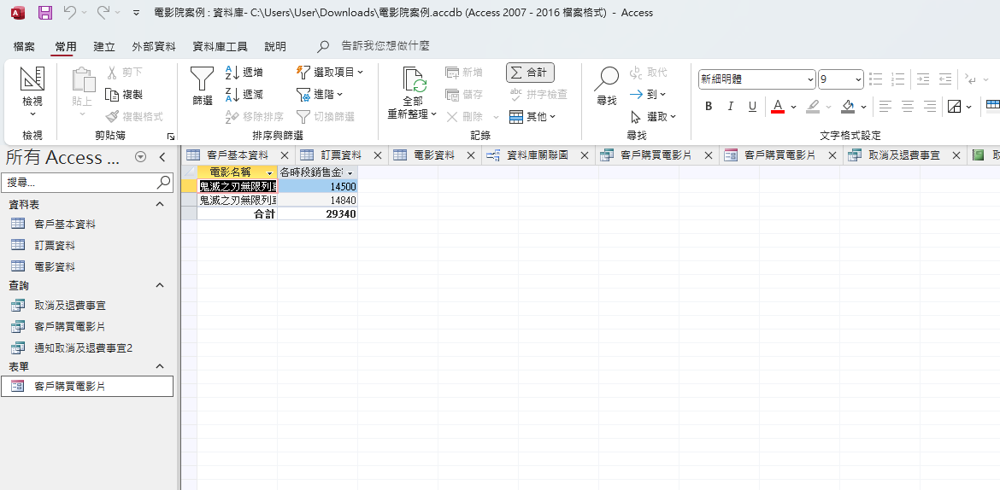 電影院案例 : 資料庫- C:\Users\User\Downloads\電影院案例.accdb (Access 2007 - 2016 檔案格式) - Access
檔案 常用 建立 外部資料 資料庫工具 說明 告訴我您想做什麼
檢視
檢視
貼上
剪下
複製
複製格式
剪貼簿
篩選
遞增
遞減
移除排序
選取項目
進階
切換篩選
排序與篩選
全部
重新整理
新增
儲存
刪除
合計
拼字檢查
其他
記錄
尋找
取代
到
選取
尋找
新細明體 9
B I U A
文字格式設定
所有 Access ...
搜尋...
資料表
客戶基本資料
訂票資料
電影資料
查詢
取消及退費事宜
客戶購買電影片
通知取消及退費事宜2
表單
客戶購買電影片
客戶基本資料 訂票資料 電影資料 資料庫關聯圖 客戶購買電影片 客戶購買電影片 取消及退費事宜
電影名稱 各時段銷售金
鬼滅之刃無限列車 14500
鬼滅之刃無限列車 14840
合計 29340